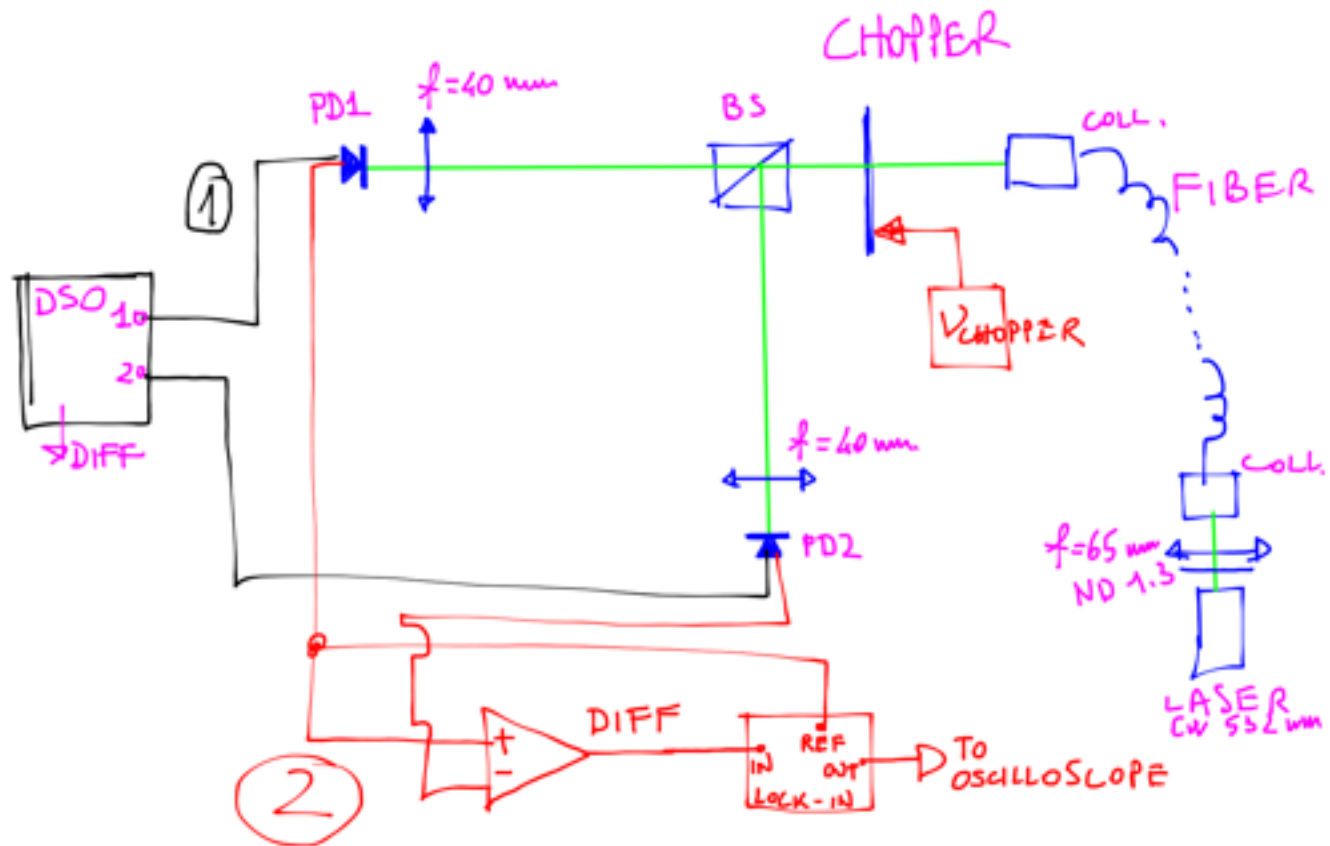 CHOPPER
f=40 mm
PD1
BS
COLL.
1
FIBER
DSO
1
2
DIFF
νCHOPPER
f=40 mm
COLL.
PD2
f=65 mm
ND 1.3
LASER
CW 532 nm
DIFF
+
-
REF
IN
OUT
LOCK-IN
TO
OSCILLOSCOPE
2